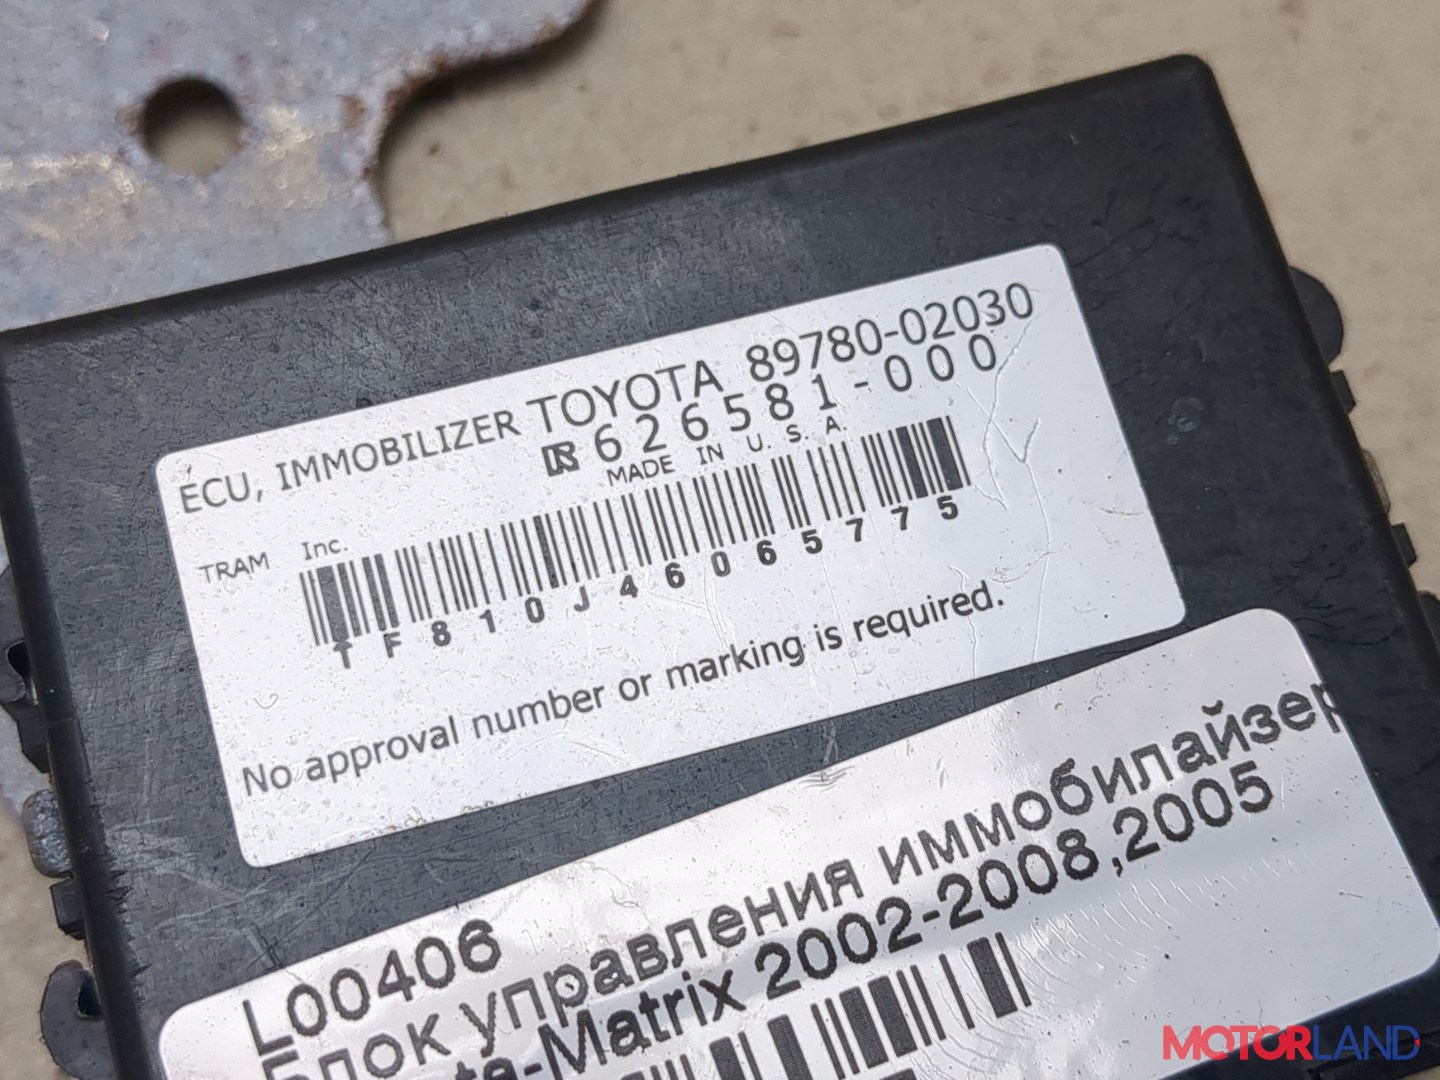 ECU, IMMOBILIZER TOYOTA 89780-02030
626581-000
MADE IN U.S.A.
TRAM Inc.
TF810J46065775
No approval number or marking is required.
L00406
Блок управления иммобилайзер
-Matrix 2002-2008,2005
MOTORLAND